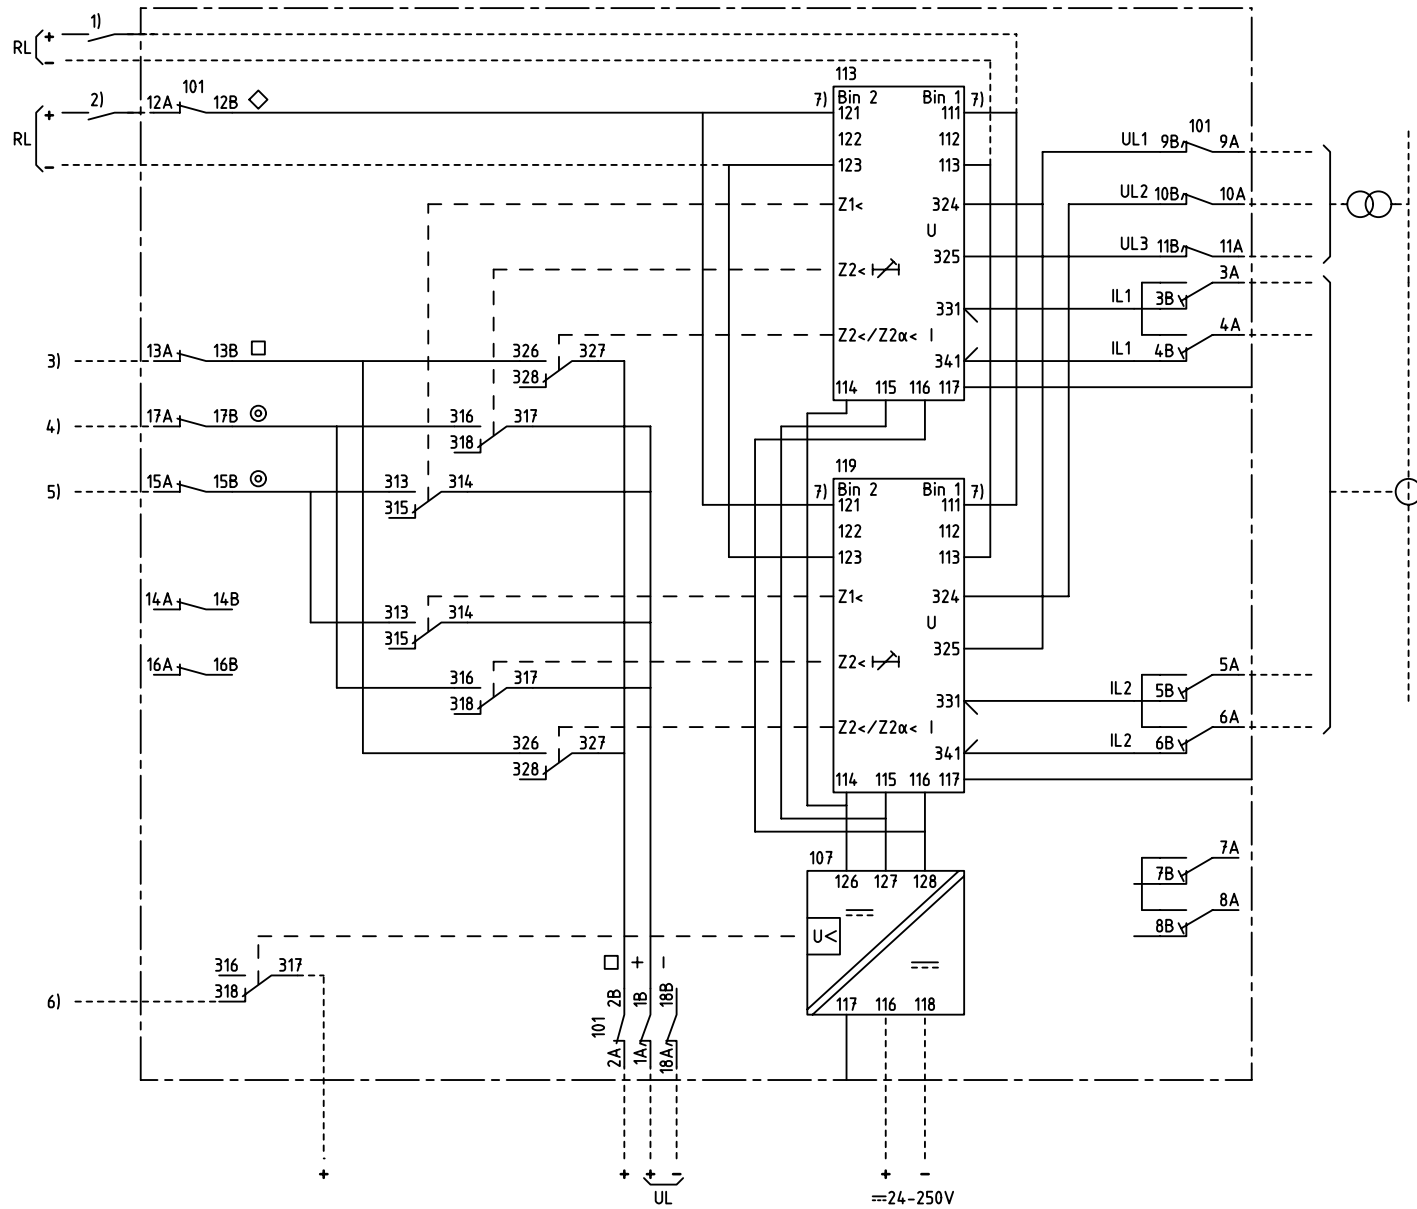 1)
RL + -
2)
RL + -
12A 101 12B
113
7) Bin 2 Bin 1 7)
121 111
122 112
123 113
Z1< 324
U
Z2< 325
331
Z2</Z2α< I
341
114 115 116 117
UL1 9B 101 9A
UL2 10B 10A
UL3 11B 11A
3A
IL1 3B
4A
IL1 4B
3) 13A 13B 326 327
328
4) 17A 17B 316 317
318
5) 15A 15B 313 314
315
119
7) Bin 2 Bin 1 7)
121 111
122 112
123 113
Z1< 324
U
Z2< 325
331
Z2</Z2α< I
341
114 115 116 117
14A 14B 313 314
315
16A 16B 316 317
318
326 327
328
5A
IL2 5B
6A
IL2 6B
107
126 127 128
U<
117 116 118
7A
7B
8A
8B
316 317
6) 318
+ -
101 2B 1B 18B
2A 1A 18A
+ + + - + -
UL 24-250V